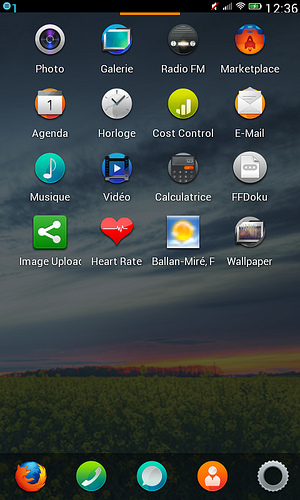 1 12:36
Photo Galerie Radio FM Marketplace
1
Agenda Horloge Cost Control E-Mail
Musique Vidéo Calculatrice FFDoku
Image Upload Heart Rate Ballan-Miré, F Wallpaper